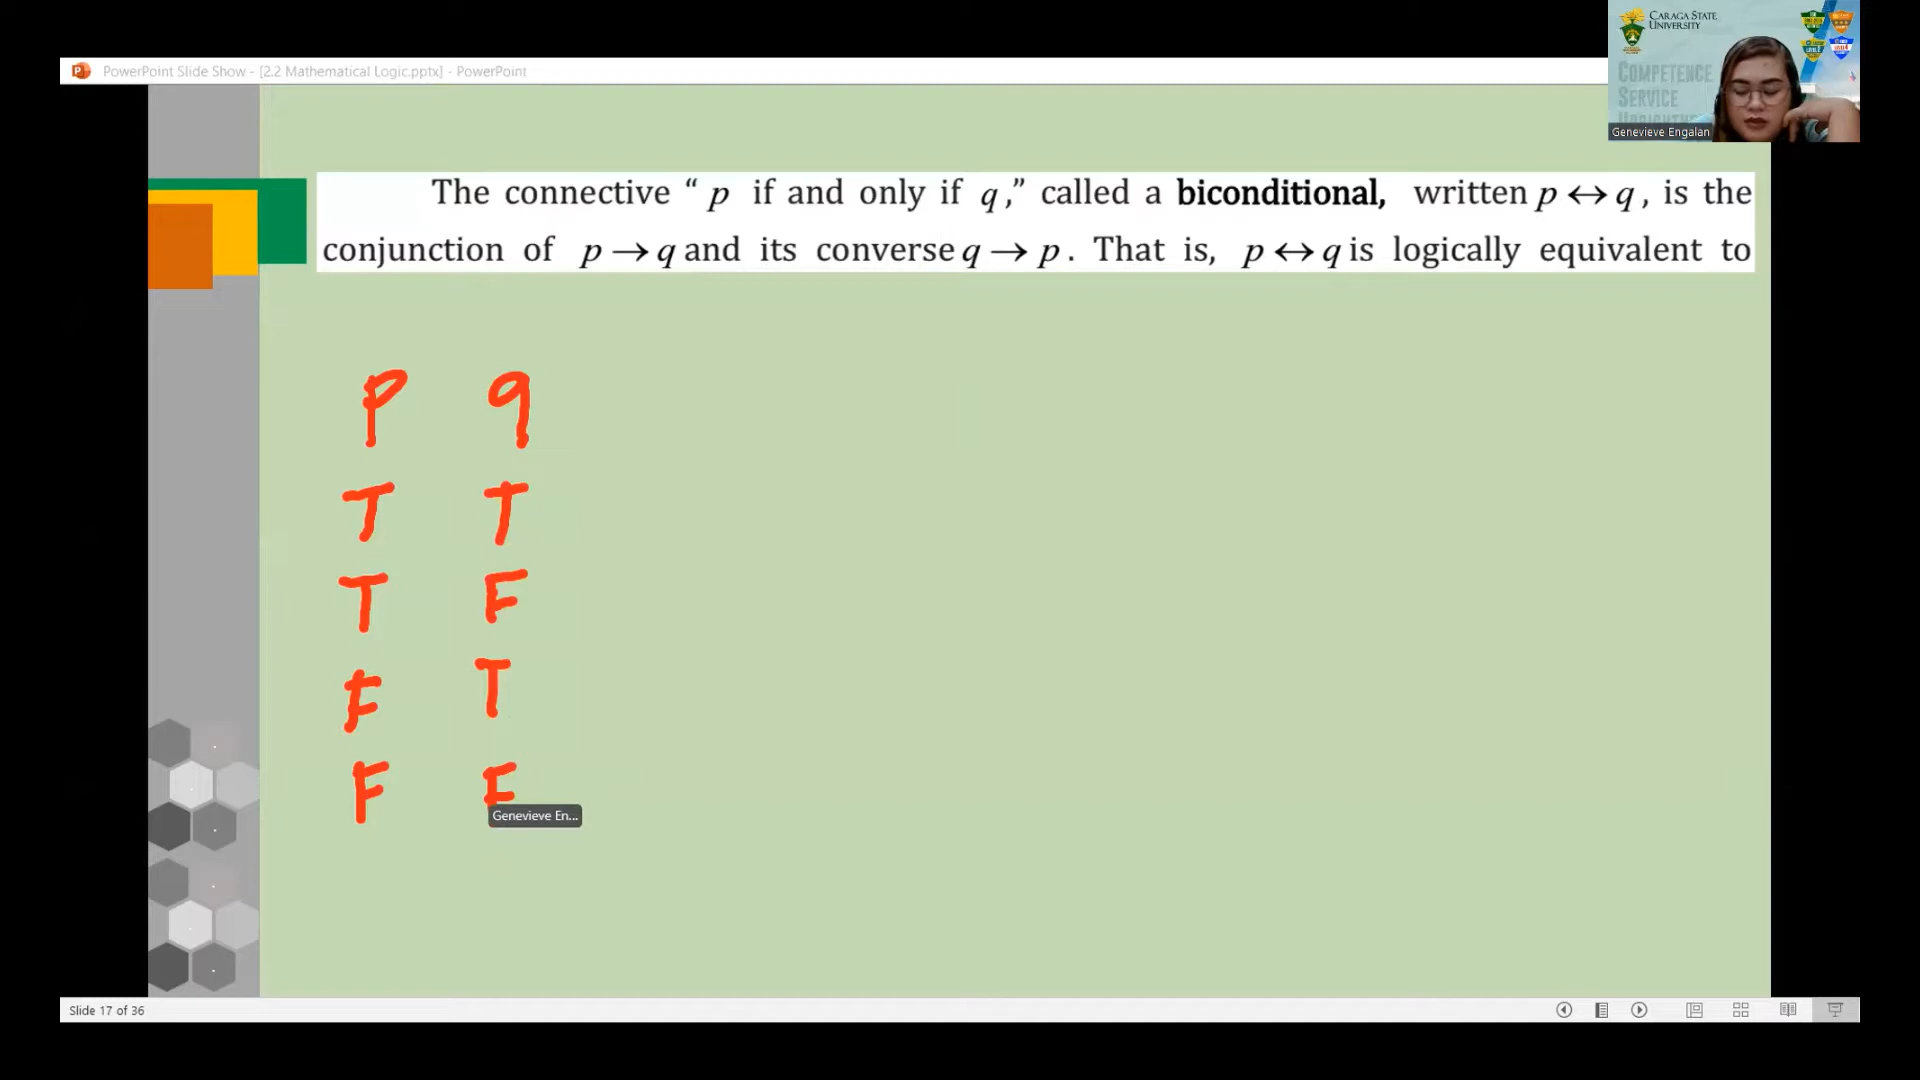 CARAGA STATE
UNIVERSITY
PowerPoint Slide Show - [2.2 Mathematical Logic.pptx] - PowerPoint
COMPETENCE
SERVICE
Genevieve Engalan
The connective “ p if and only if q,” called a biconditional, written p ↔ q, is the
conjunction of p → q and its converse q → p. That is, p ↔ q is logically equivalent to
p q
T T
T F
F T
F F
Genevieve En...
Slide 17 of 36